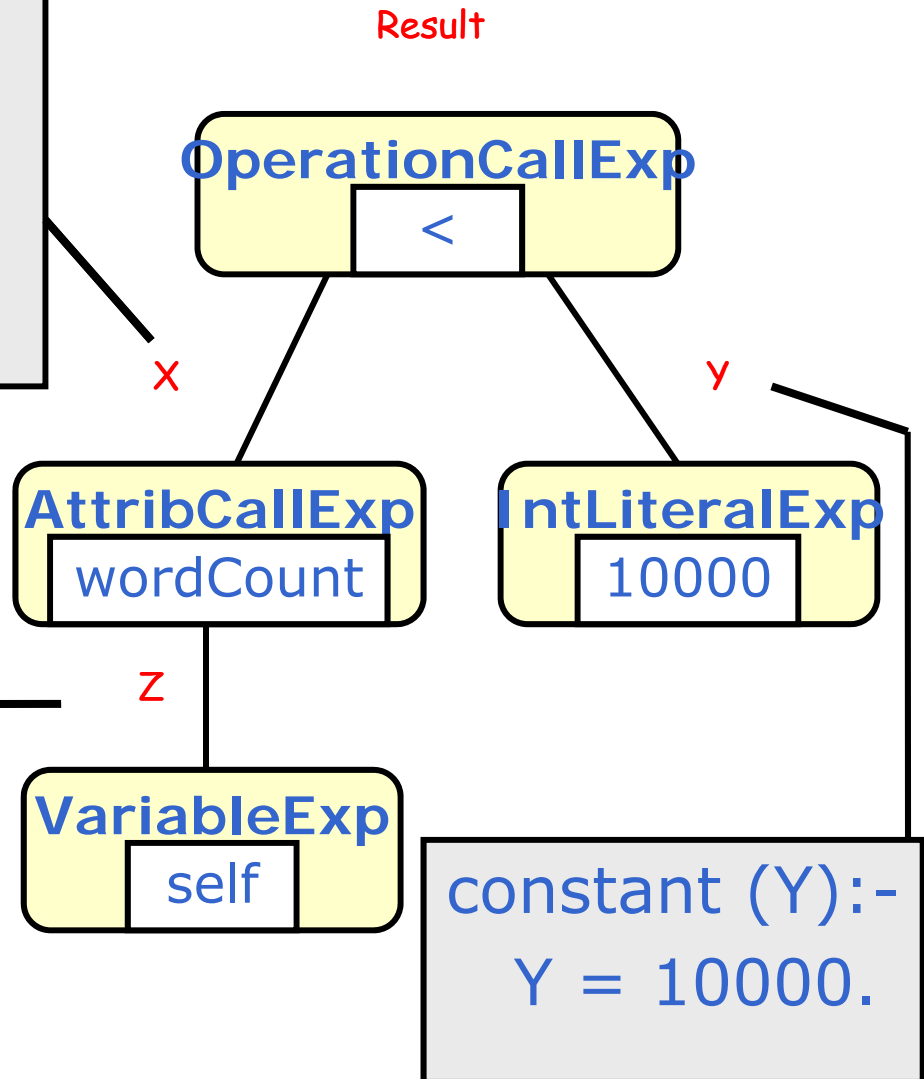 Result
OperationCallExp
<
X
Y
AttribCallExp
wordCount
IntLiteralExp
10000
Z
VariableExp
self
constant (Y):-
Y = 10000.